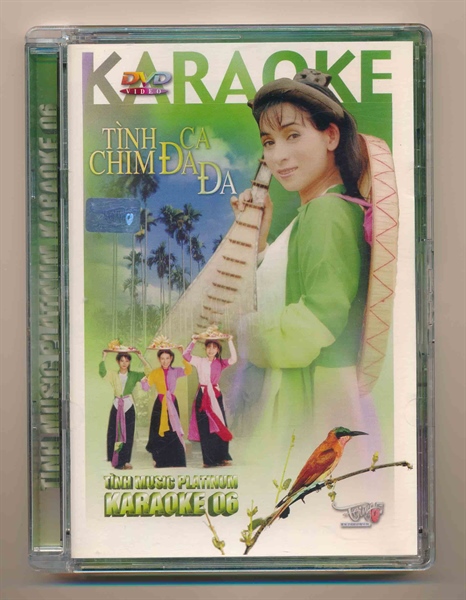 KARAOKE
DVD
VIDEO
TÌNH CA
CHIM ĐA ĐA
TÌNH MUSIC PLATINUM
KARAOKE 06
TÌNH MUSIC PLATINUM KARAOKE 06